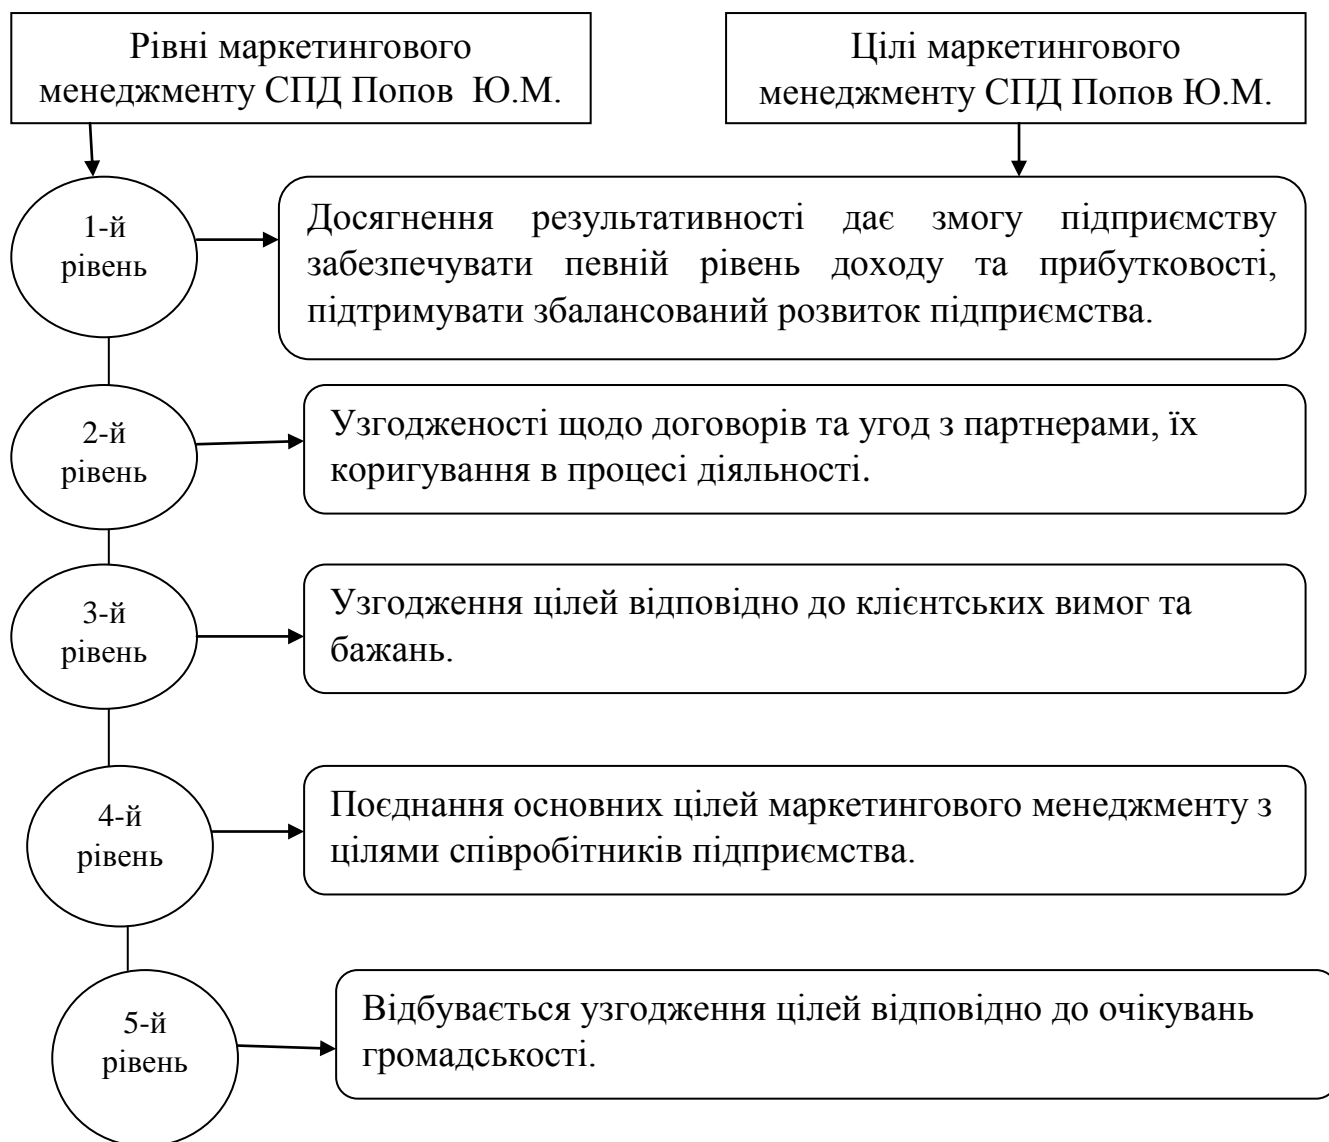 Рівні маркетингового
менеджменту СПД Попов Ю.М.
Цілі маркетингового
менеджменту СПД Попов Ю.М.
1-й
рівень
Досягнення результативності дає змогу підприємству
забезпечувати певній рівень доходу та прибутковості,
підтримувати збалансований розвиток підприємства.
2-й
рівень
Узгодженості щодо договорів та угод з партнерами, їх
коригування в процесі діяльності.
3-й
рівень
Узгодження цілей відповідно до клієнтських вимог та
бажань.
4-й
рівень
Поєднання основних цілей маркетингового менеджменту з
цілями співробітників підприємства.
5-й
рівень
Відбувається узгодження цілей відповідно до очікувань
громадськості.